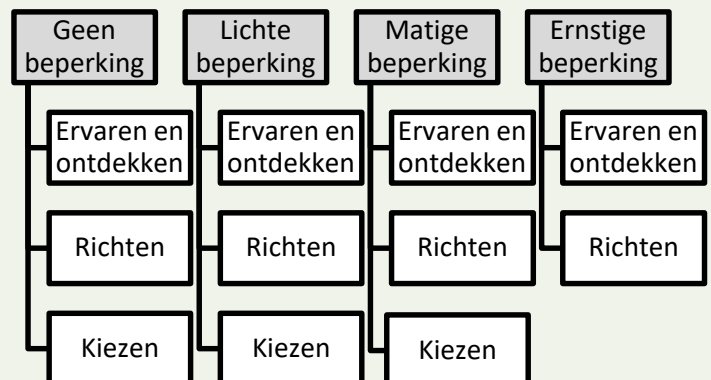 Geen
beperking
Lichte
beperking
Matige
beperking
Ernstige
beperking
Ervaren en
ontdekken
Ervaren en
ontdekken
Ervaren en
ontdekken
Ervaren en
ontdekken
Richten
Richten
Richten
Richten
Kiezen
Kiezen
Kiezen